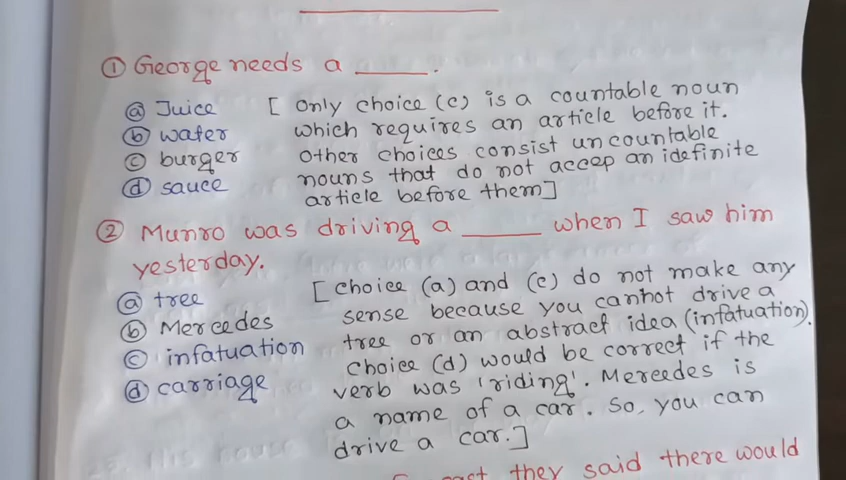 ① George needs a _____.
ⓐ Juice [ Only choice (c) is a countable noun
ⓑ water which requires an article before it.
ⓒ burger other choices consist uncountable
ⓓ sauce nouns that do not accep an idefinite
article before them]
② Munro was driving a _____ when I saw him
yesterday.
ⓐ tree [choice (a) and (c) do not make any
ⓑ Mercedes sense because you cannot drive a
ⓒ infatuation tree or an abstract idea (infatuation).
ⓓ carriage choice (d) would be correct if the
verb was 'riding'. Mercedes is
a name of a car. So, you can
drive a car.]
they said there would